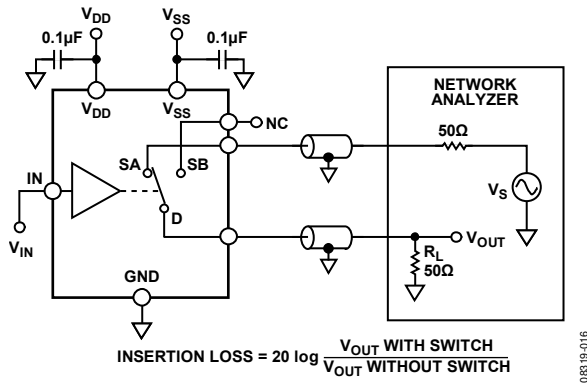 VDD
VSS
0.1µF
0.1µF
VDD
VSS
NC
NETWORK
ANALYZER
50Ω
SA
SB
IN
VS
D
VOUT
VIN
RL
50Ω
GND
INSERTION LOSS = 20 log VOUT WITH SWITCH
VOUT WITHOUT SWITCH
08319-016